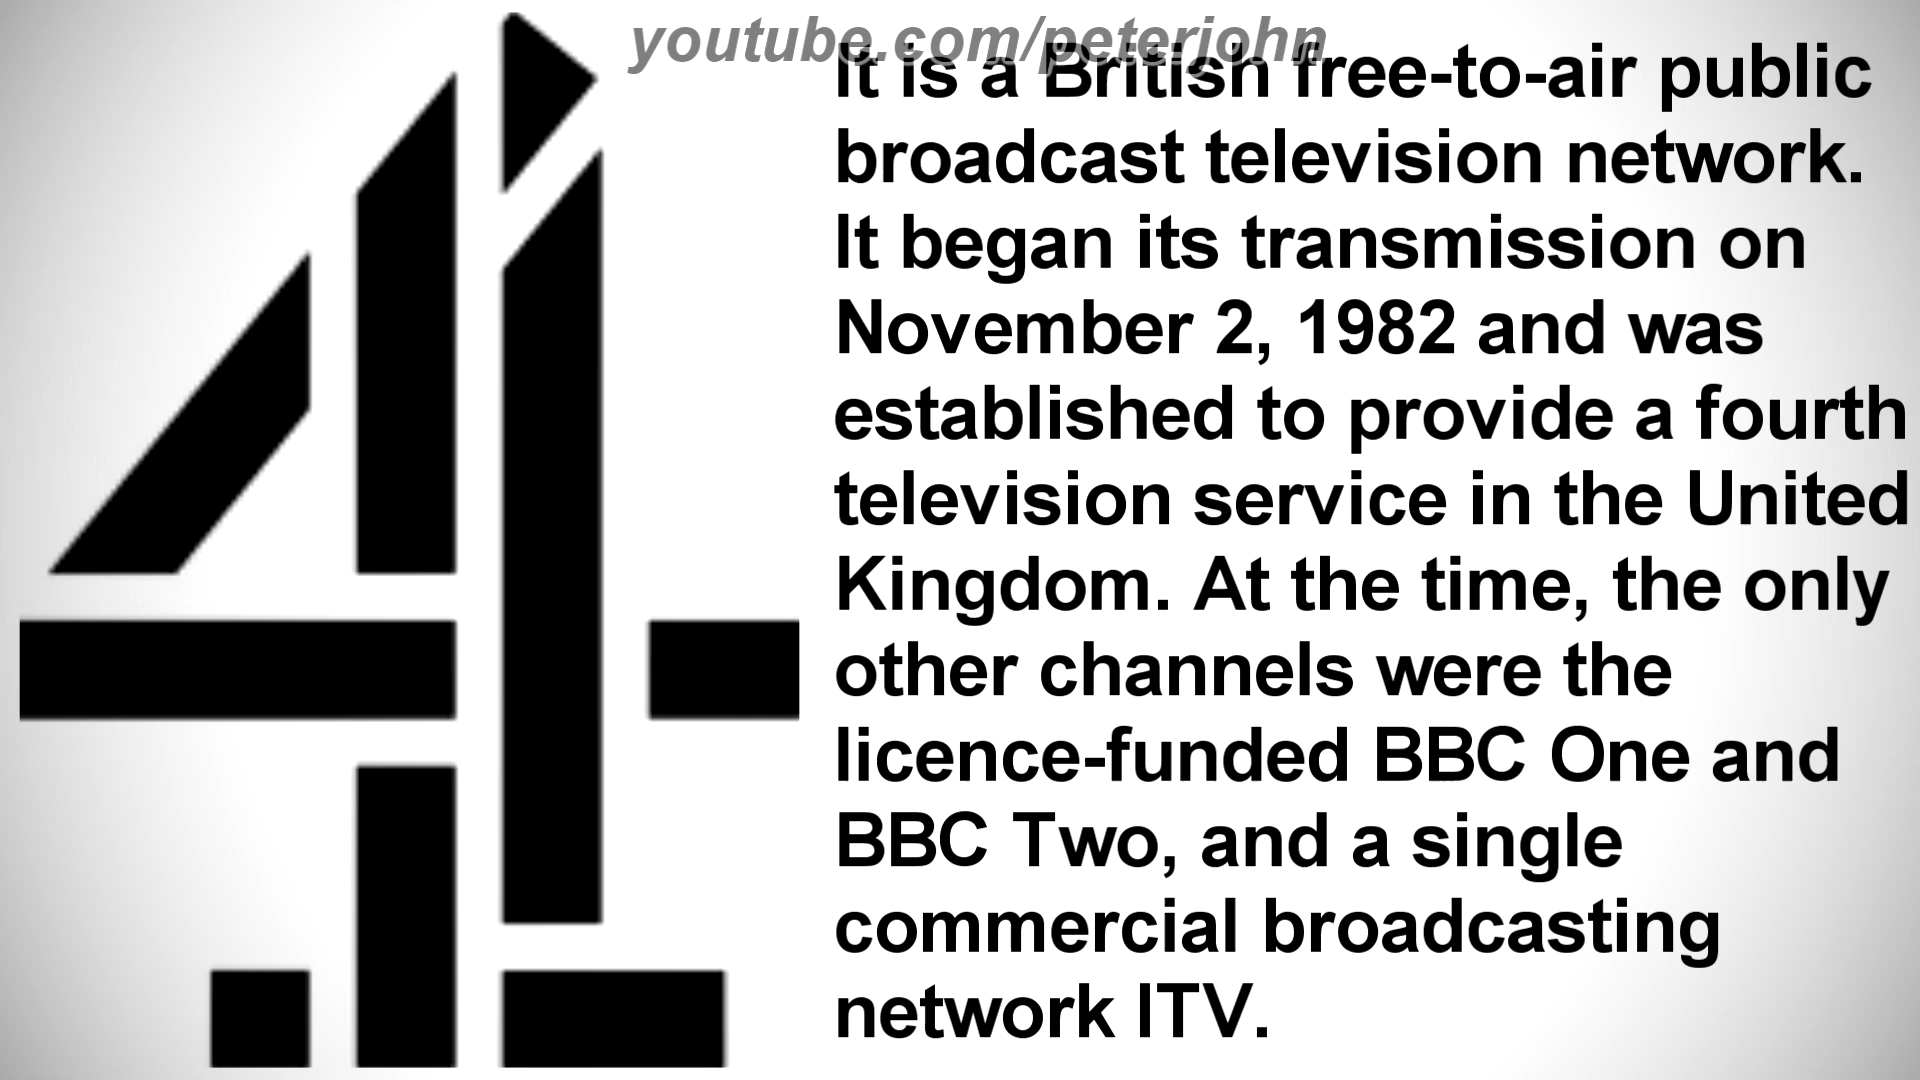 youtube.com/peterjohn
It is a British free-to-air public
broadcast television network.
It began its transmission on
November 2, 1982 and was
established to provide a fourth
television service in the United
Kingdom. At the time, the only
other channels were the
licence-funded BBC One and
BBC Two, and a single
commercial broadcasting
network ITV.